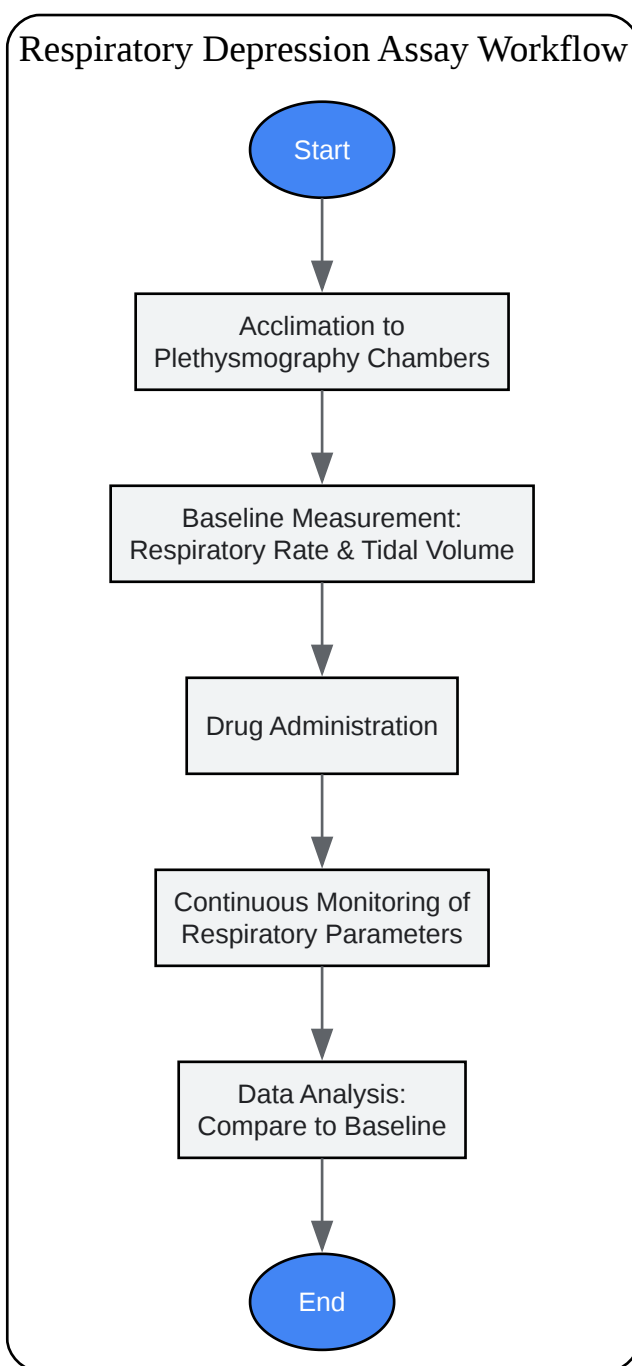 Respiratory Depression Assay Workflow
Start
Acclimation to
Plethysmography Chambers
Baseline Measurement:
Respiratory Rate & Tidal Volume
Drug Administration
Continuous Monitoring of
Respiratory Parameters
Data Analysis:
Compare to Baseline
End